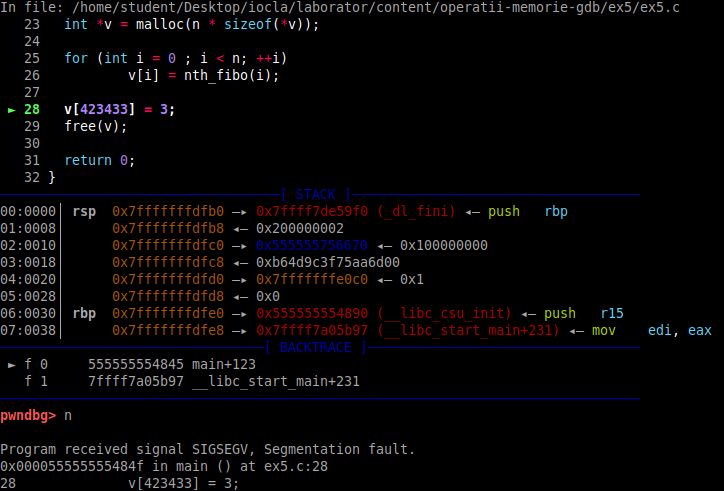 In file: /home/student/Desktop/iocla/laborator/content/operatii-memorie-gdb/ex5/ex5.c
23   int *v = malloc(n * sizeof(*v));
24
25   for (int i = 0 ; i < n; ++i)
26           v[i] = nth_fibo(i);
27
► 28   v[423433] = 3;
29   free(v);
30
31   return 0;
32 }
[ STACK ]
00:0000│ rsp  0x7fffffffdfb0 —▸ 0x7ffff7de59f0 (_dl_fini) ◂— push   rbp
01:0008│      0x7fffffffdfb8 ◂— 0x200000002
02:0010│      0x7fffffffdfc0 —▸ 0x555555756670 ◂— 0x100000000
03:0018│      0x7fffffffdfc8 ◂— 0xb64d9c3f75aa6d00
04:0020│      0x7fffffffdfd0 —▸ 0x7fffffffe0c0 ◂— 0x1
05:0028│      0x7fffffffdfd8 ◂— 0x0
06:0030│ rbp  0x7fffffffdfe0 —▸ 0x555555554890 (__libc_csu_init) ◂— push   r15
07:0038│      0x7fffffffdfe8 —▸ 0x7ffff7a05b97 (__libc_start_main+231) ◂— mov    edi, eax
[ BACKTRACE ]
► f 0     555555554845 main+123
f 1     7ffff7a05b97 __libc_start_main+231
pwndbg> n
Program received signal SIGSEGV, Segmentation fault.
0x000055555555484f in main () at ex5.c:28
28              v[423433] = 3;